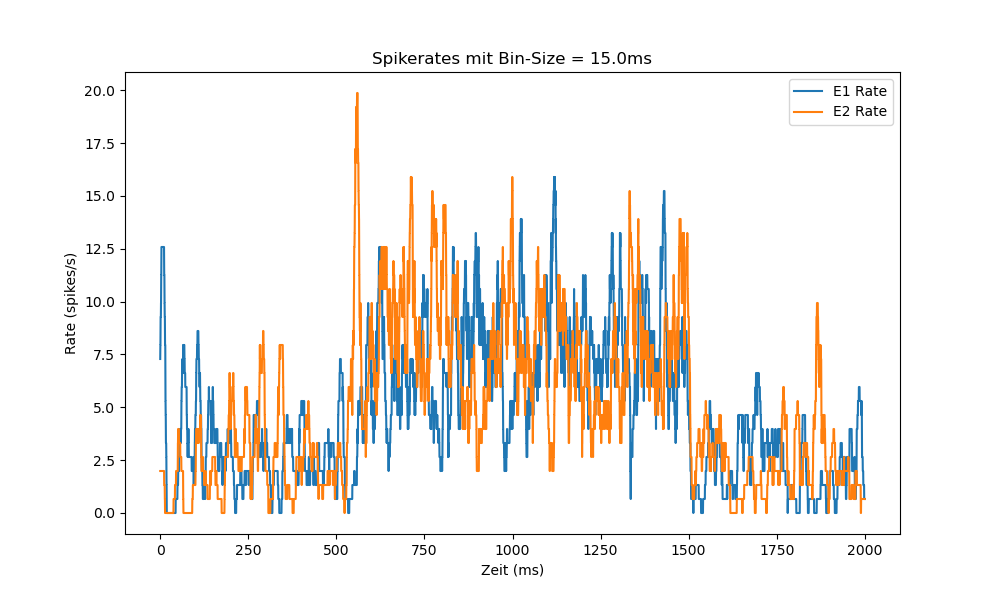 Spikerates mit Bin-Size = 15.0ms
E1 Rate
E2 Rate
20.0
17.5
15.0
12.5
10.0
7.5
5.0
2.5
0.0
Rate (spikes/s)
0 250 500 750 1000 1250 1500 1750 2000
Zeit (ms)